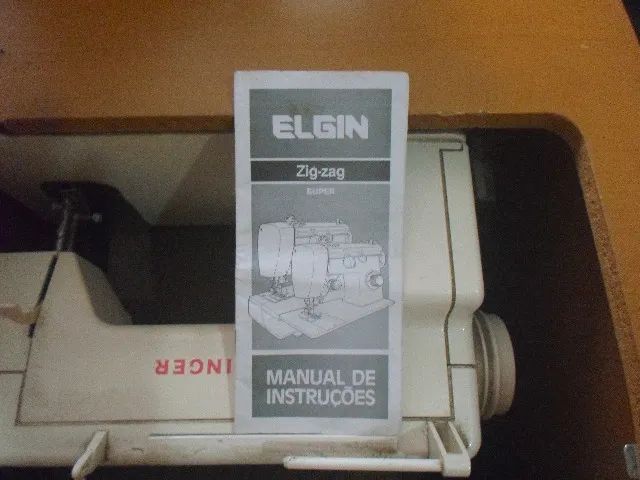 ELGIN
Zig-zag
SUPER
MANUAL DE
INSTRUÇÕES
INGER